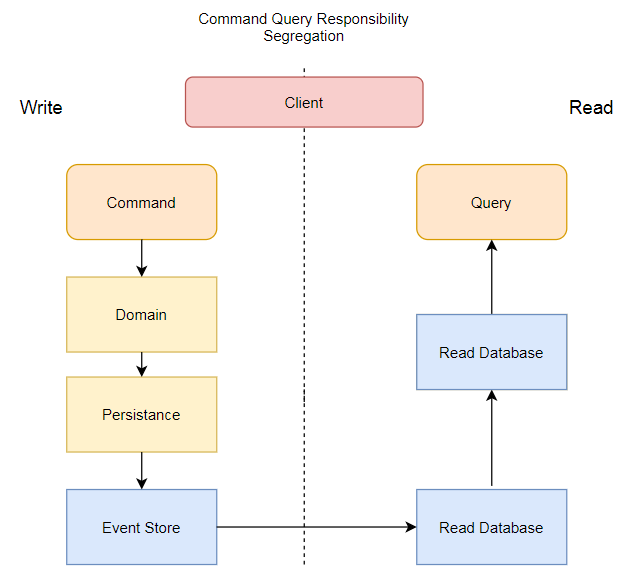 Command Query Responsibility
Segregation
Client
Write
Read
Command
Query
Domain
Read Database
Persistance
Event Store
Read Database